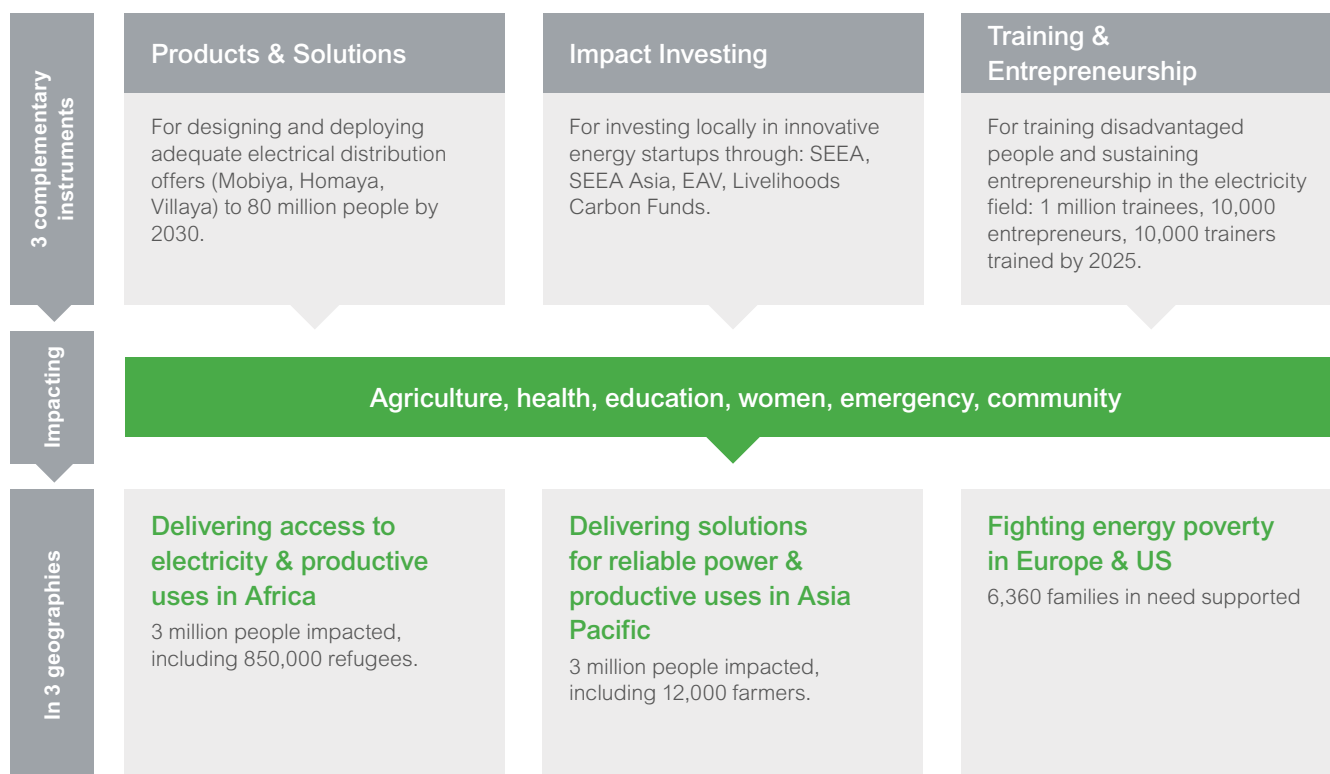 3 complementary
instruments
Products & Solutions
For designing and deploying
adequate electrical distribution
offers (Mobiya, Homaya,
Villaya) to 80 million people by
2030.
Impact Investing
For investing locally in innovative
energy startups through: SEEA,
SEEA Asia, EAV, Livelihoods
Carbon Funds.
Training &
Entrepreneurship
For training disadvantaged
people and sustaining
entrepreneurship in the electricity
field: 1 million trainees, 10,000
entrepreneurs, 10,000 trainers
trained by 2025.
Impacting
Agriculture, health, education, women, emergency, community
In 3 geographies
Delivering access to
electricity & productive
uses in Africa
3 million people impacted,
including 850,000 refugees.
Delivering solutions
for reliable power &
productive uses in Asia
Pacific
3 million people impacted,
including 12,000 farmers.
Fighting energy poverty
in Europe & US
6,360 families in need supported